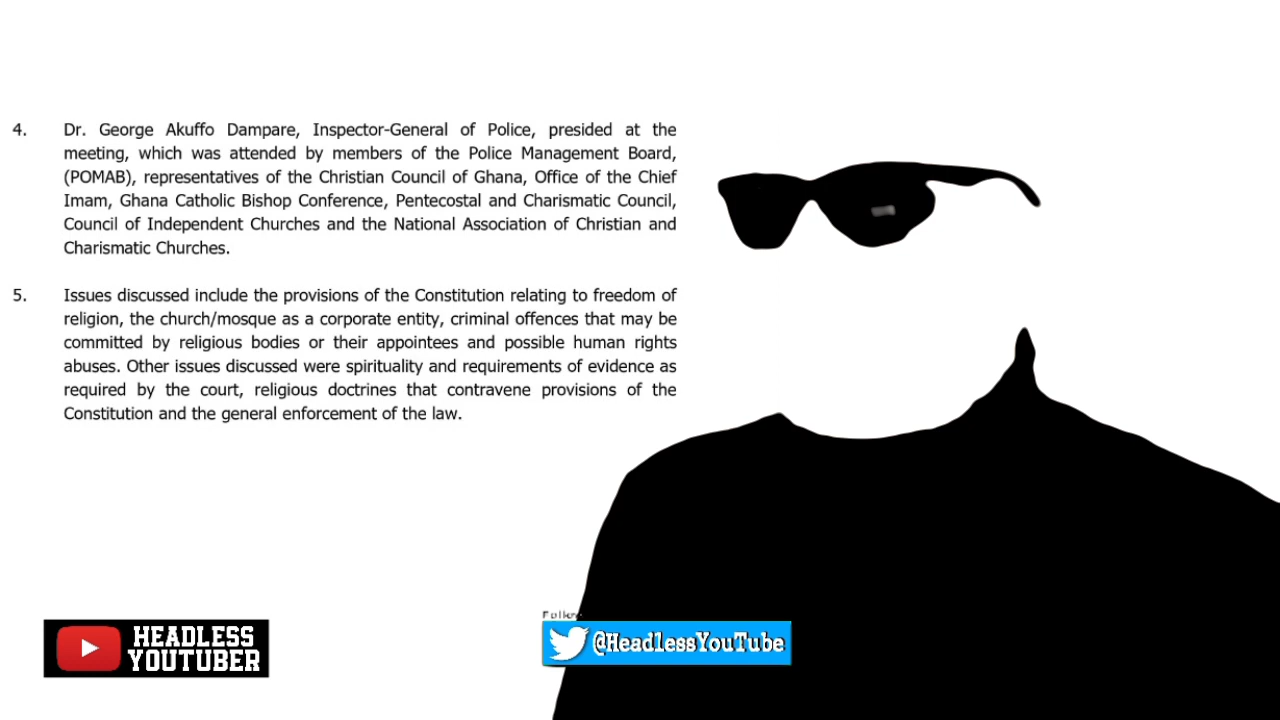 4. Dr. George Akuffo Dampare, Inspector-General of Police, presided at the
meeting, which was attended by members of the Police Management Board,
(POMAB), representatives of the Christian Council of Ghana, Office of the Chief
Imam, Ghana Catholic Bishop Conference, Pentecostal and Charismatic Council,
Council of Independent Churches and the National Association of Christian and
Charismatic Churches.
5. Issues discussed include the provisions of the Constitution relating to freedom of
religion, the church/mosque as a corporate entity, criminal offences that may be
committed by religious bodies or their appointees and possible human rights
abuses. Other issues discussed were spirituality and requirements of evidence as
required by the court, religious doctrines that contravene provisions of the
Constitution and the general enforcement of the law.
HEADLESS
YOUTUBER
@HeadlessYouTube